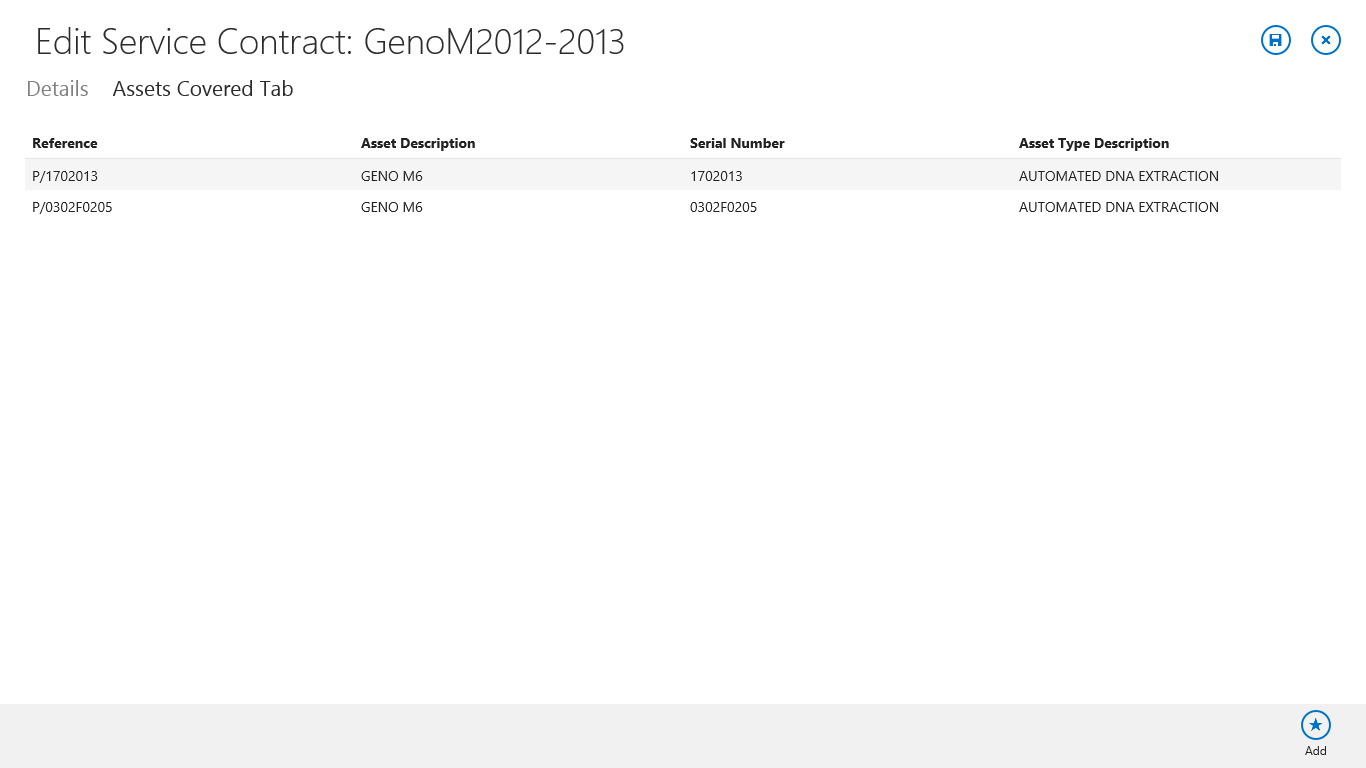 Edit Service Contract: GenoM2012-2013
Details Assets Covered Tab
Reference Asset Description Serial Number Asset Type Description
P/1702013 GENO M6 1702013 AUTOMATED DNA EXTRACTION
P/0302F0205 GENO M6 0302F0205 AUTOMATED DNA EXTRACTION
Add